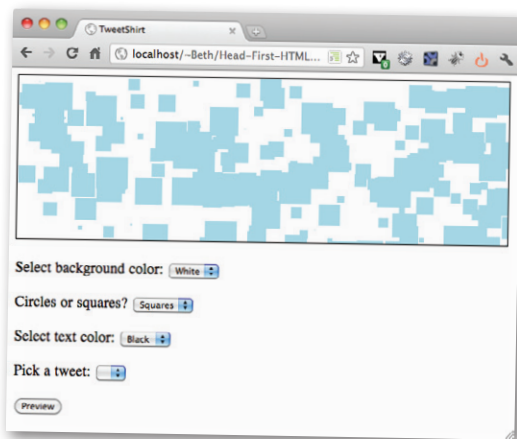 TweetShirt
localhost/~Beth/Head-First-HTML...
Select background color: White
Circles or squares? Squares
Select text color: Black
Pick a tweet:
Preview